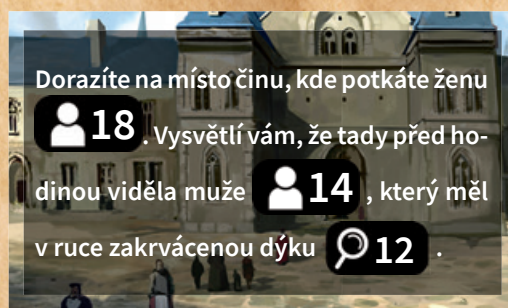 Dorazíte na místo činu, kde potkáte ženu
18. Vysvětlí vám, že tady před ho-
dinou viděla muže 14, který měl
v ruce zakrvácenou dýku 12.